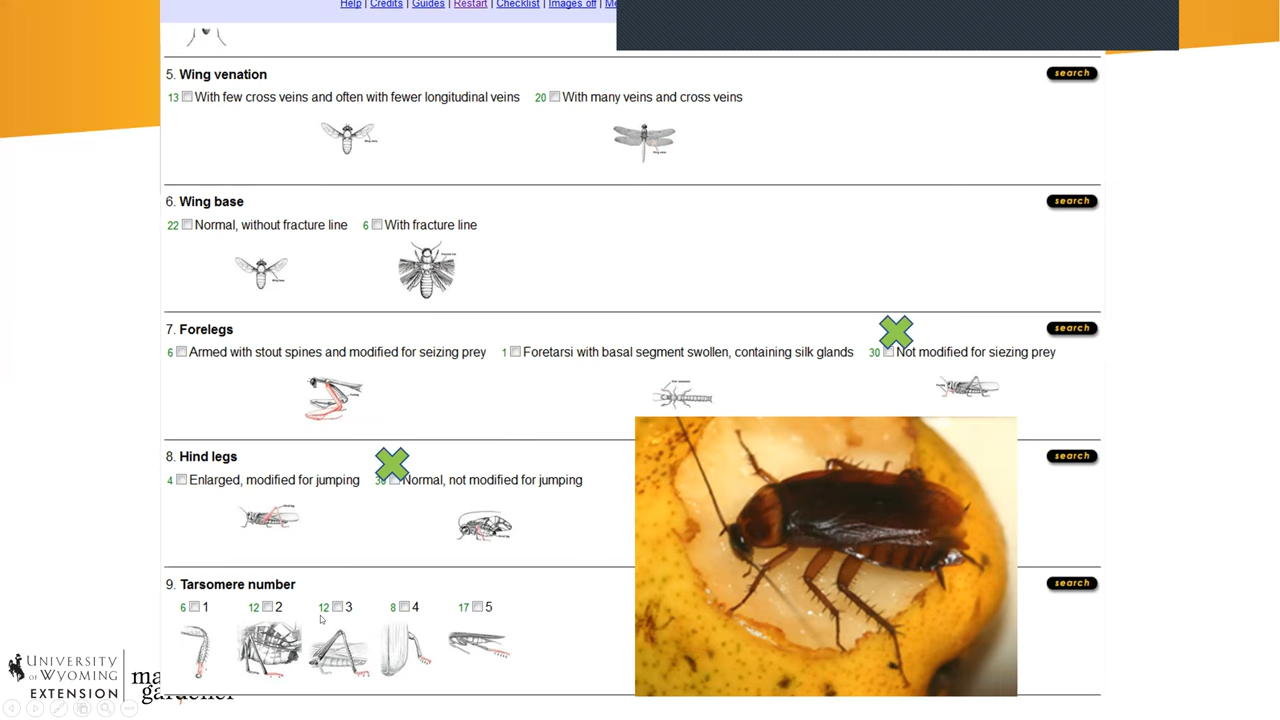 Help | Credits | Guides | Restart | Checklist | Images off |
5. Wing venation search
13 With few cross veins and often with fewer longitudinal veins 20 With many veins and cross veins
6. Wing base search
22 Normal, without fracture line 6 With fracture line
7. Forelegs search
6 Armed with stout spines and modified for seizing prey 1 Foretarsi with basal segment swollen, containing silk glands 30 Not modified for siezing prey
8. Hind legs search
4 Enlarged, modified for jumping Normal, not modified for jumping
9. Tarsomere number search
6 1 12 2 12 3 8 4 17 5
UNIVERSITY
OF WYOMING
EXTENSION